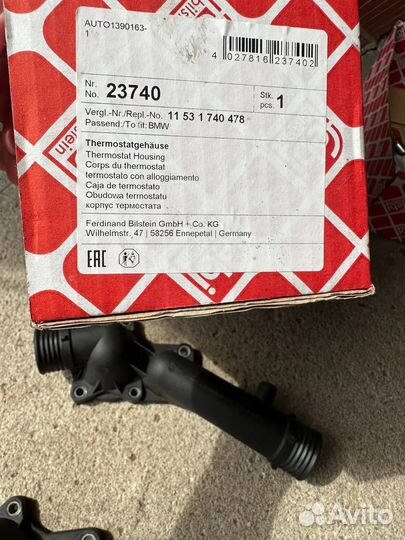 bilstein
AUTO1390163-
1
4 027816 237402
Nr.
No. 23740
Stk.
pcs. 1
Vergl.-Nr./Repl.-No. 11 53 1 740 478
Passend:/To fit: BMW
Thermostatgehäuse
Thermostat Housing
Corps du thermostat
termostato con alloggiamento
Caja de termostato
Obudowa termostatu
корпус термостата
Ferdinand Bilstein GmbH + Co. KG
Wilhelmstr. 47 | 58256 Ennepetal | Germany
EAC
bilstein
Avito